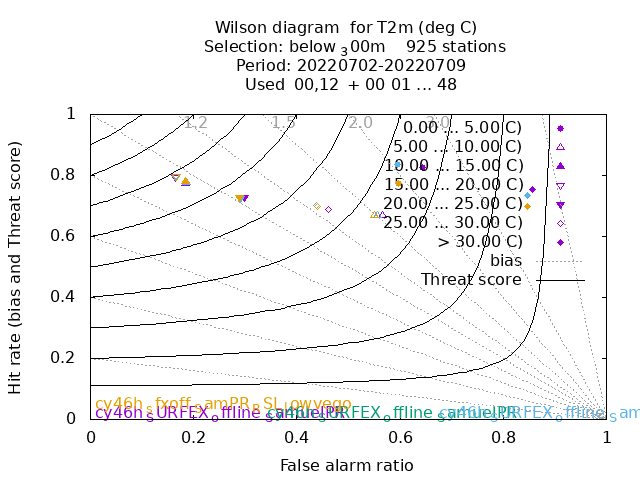 Wilson diagram for T2m (deg C)
Selection: below ₃00m 925 stations
Period: 20220702-20220709
Used 00,12 + 00 01 ... 48
Hit rate (bias and Threat score)
1
0.8
0.6
0.4
0.2
0
1.2 1.5 2.0 3.0
0.00 ... 5.00 C)
5.00 ... 10.00 C)
10.00 ... 15.00 C)
15.00 ... 20.00 C)
20.00 ... 25.00 C)
25.00 ... 30.00 C)
> 30.00 C)
bias
Threat score
cy46h_sfxoff_samPR_RSL_lowvego
cy46h_SURFEX_offline_
0 0.2 0.4 0.6 0.8 1
False alarm ratio